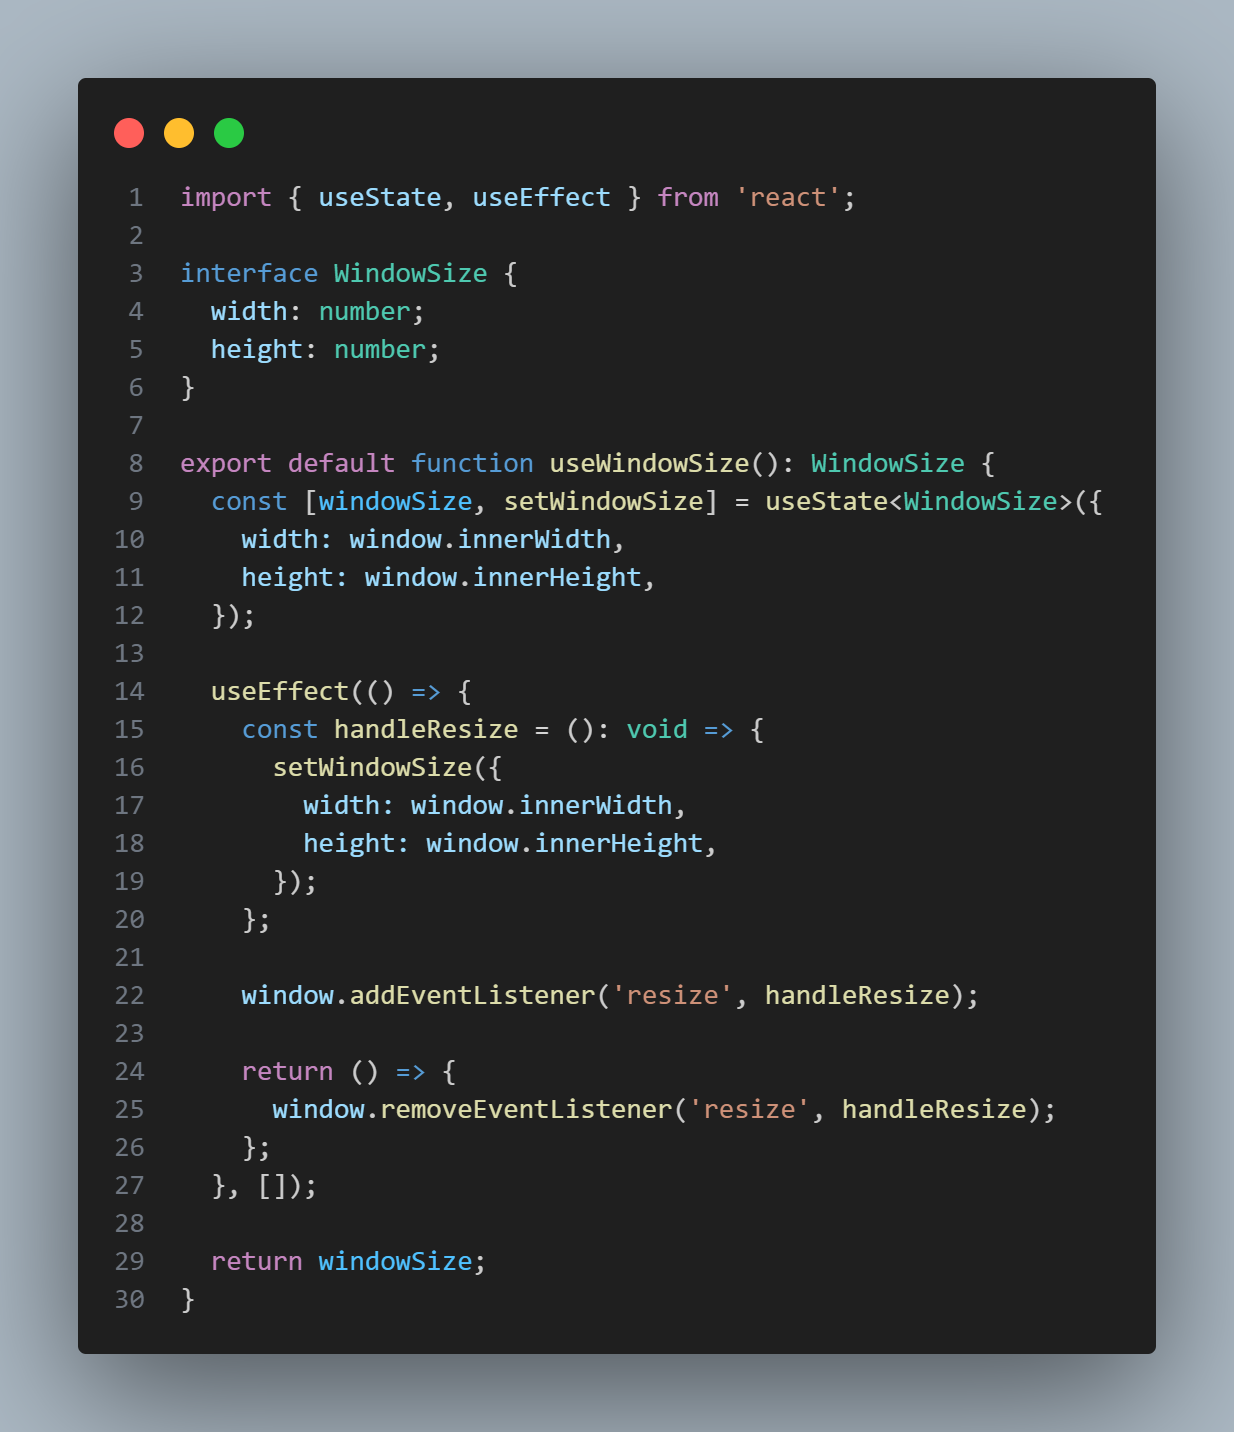 1 import { useState, useEffect } from 'react';
2
3 interface WindowSize {
4   width: number;
5   height: number;
6 }
7
8 export default function useWindowSize(): WindowSize {
9   const [windowSize, setWindowSize] = useState<WindowSize>({
10     width: window.innerWidth,
11     height: window.innerHeight,
12   });
13
14   useEffect(() => {
15     const handleResize = (): void => {
16       setWindowSize({
17         width: window.innerWidth,
18         height: window.innerHeight,
19       });
20     };
21
22     window.addEventListener('resize', handleResize);
23
24     return () => {
25       window.removeEventListener('resize', handleResize);
26     };
27   }, []);
28
29   return windowSize;
30 }